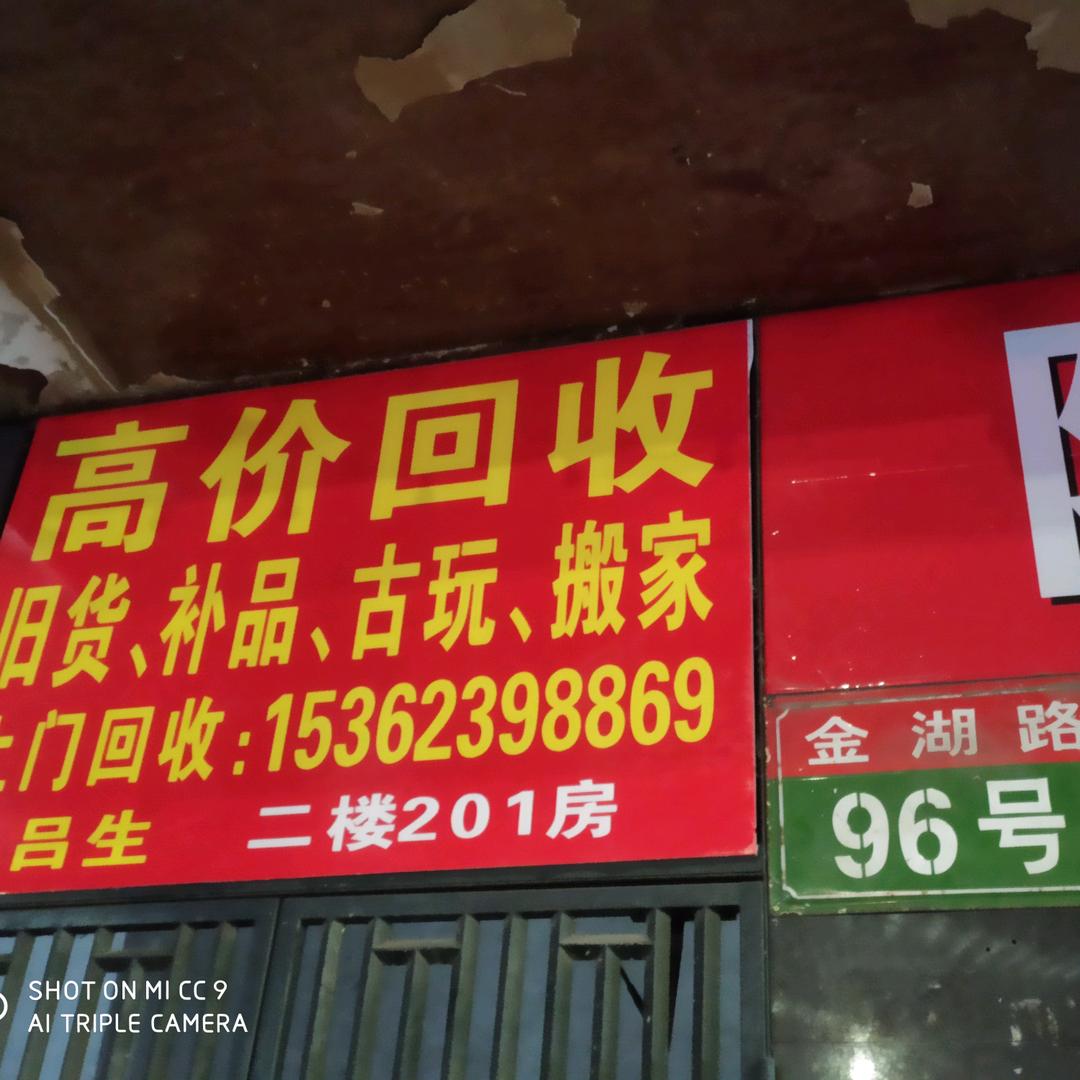 高价回收
旧货、补品、古玩、搬家
上门回收:15362398869
吕生 二楼201房
金湖路
96号
SHOT ON MI CC 9
AI TRIPLE CAMERA